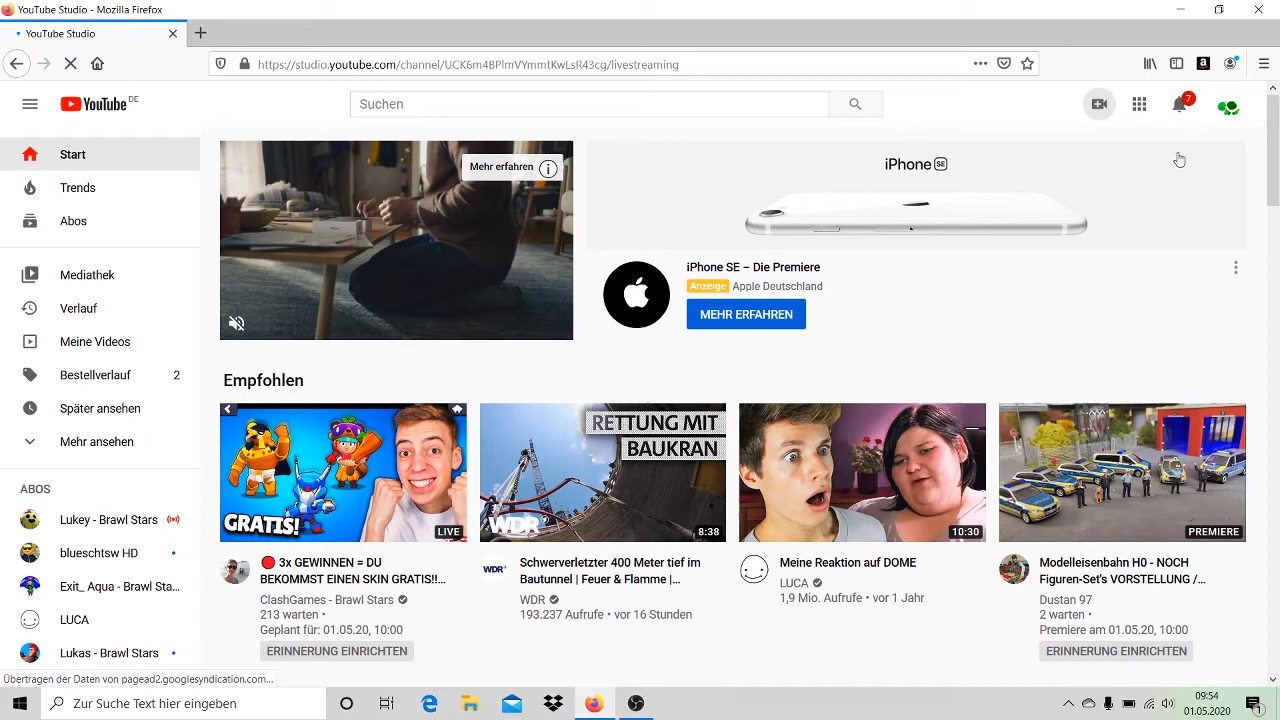 YouTube Studio - Mozilla Firefox
YouTube Studio
https://studio.youtube.com/channel/UCK6m4BPlmVYmmtKwLsR43cg/livestreaming
YouTube DE
Suchen
7
Start
Trends
Abos
Mediathek
Verlauf
Meine Videos
Bestellverlauf 2
Später ansehen
Mehr ansehen
ABOS
Lukey - Brawl Stars
blueschtsw HD
Exit_ Aqua - Brawl Sta...
LUCA
Lukas - Brawl Stars
Mehr erfahren
iPhone SE
iPhone SE – Die Premiere
Anzeige Apple Deutschland
MEHR ERFAHREN
Empfohlen
GRATIS!
LIVE
3x GEWINNEN = DU
BEKOMMST EINEN SKIN GRATIS!!...
ClashGames - Brawl Stars
213 warten •
Geplant für: 01.05.20, 10:00
ERINNERUNG EINRICHTEN
RETTUNG MIT
BAUKRAN
WDR
8:38
WDR
Schwerverletzter 400 Meter tief im
Bautunnel | Feuer & Flamme |...
WDR
193.237 Aufrufe • vor 16 Stunden
10:30
Meine Reaktion auf DOME
LUCA
1,9 Mio. Aufrufe • vor 1 Jahr
PREMIERE
Modelleisenbahn H0 - NOCH
Figuren-Set's VORSTELLUNG /...
Dustan 97
2 warten •
Premiere am 01.05.20, 10:00
ERINNERUNG EINRICHTEN
Übertragen der Daten von pagead2.googlesyndication.com...
Zur Suche Text hier eingeben
09:54
01.05.2020
1